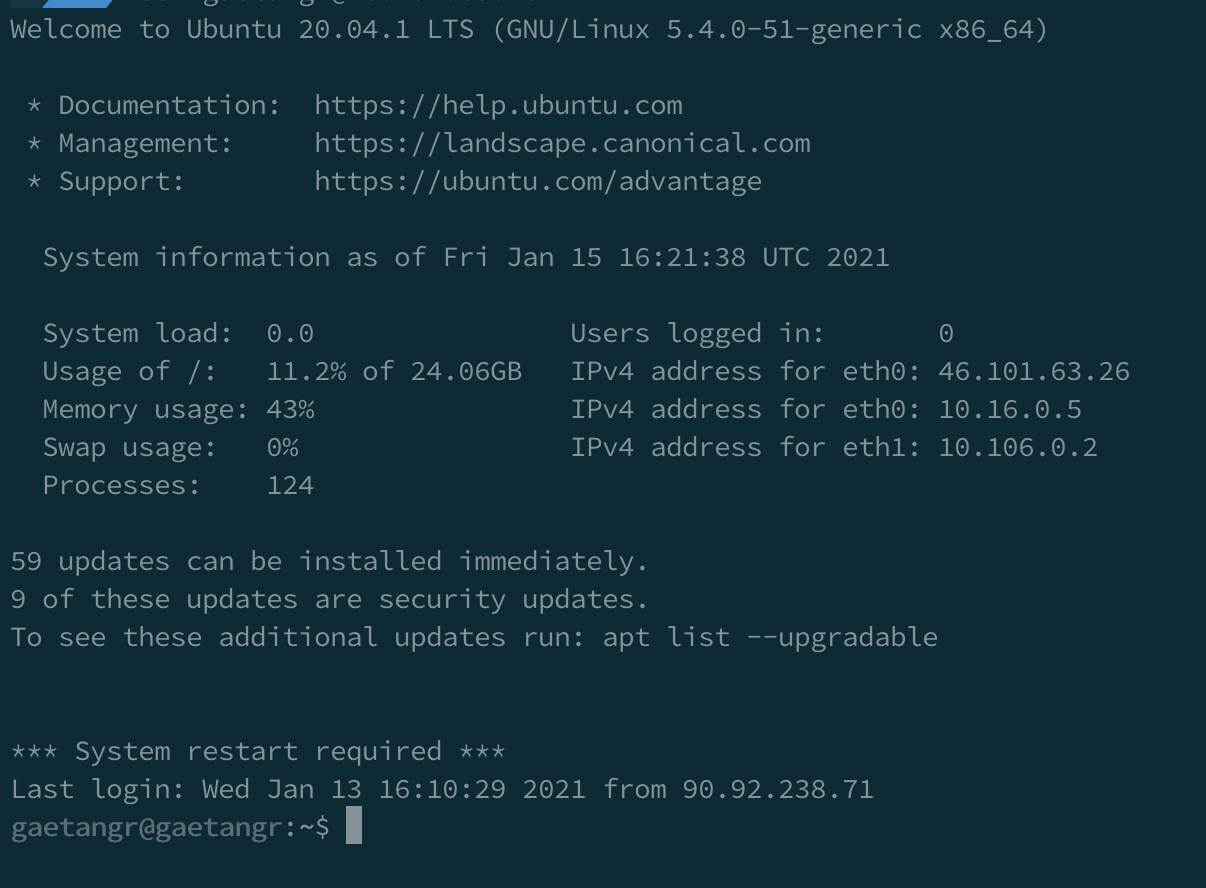 Welcome to Ubuntu 20.04.1 LTS (GNU/Linux 5.4.0-51-generic x86_64)
* Documentation:  https://help.ubuntu.com
* Management:     https://landscape.canonical.com
* Support:        https://ubuntu.com/advantage
System information as of Fri Jan 15 16:21:38 UTC 2021
System load:  0.0                Users logged in:       0
Usage of /:   11.2% of 24.06GB   IPv4 address for eth0: 46.101.63.26
Memory usage: 43%                IPv4 address for eth0: 10.16.0.5
Swap usage:   0%                 IPv4 address for eth1: 10.106.0.2
Processes:    124
59 updates can be installed immediately.
9 of these updates are security updates.
To see these additional updates run: apt list --upgradable
*** System restart required ***
Last login: Wed Jan 13 16:10:29 2021 from 90.92.238.71
gaetangr@gaetangr:~$